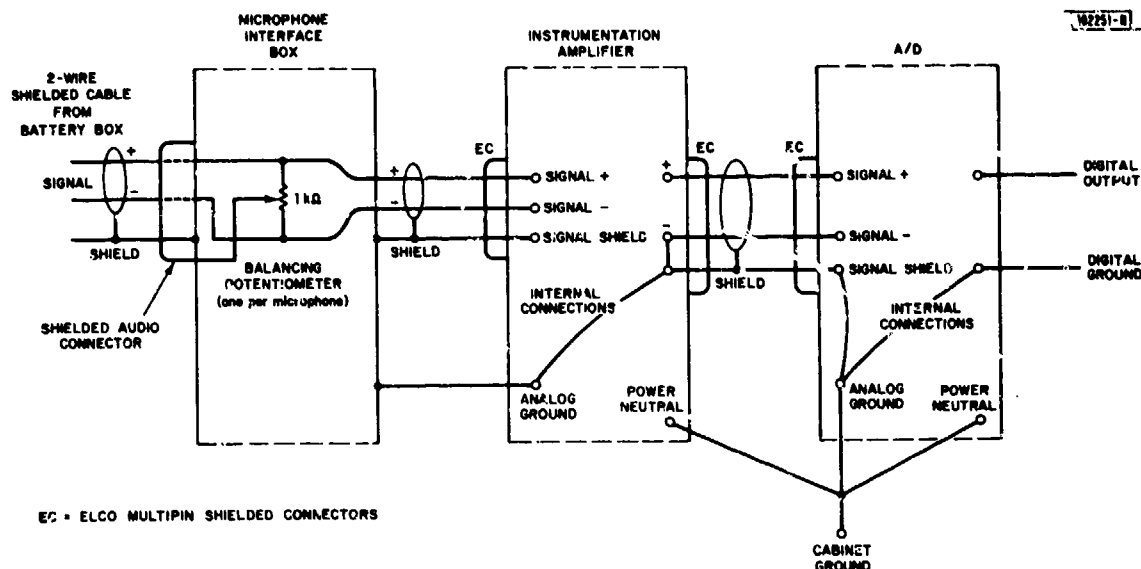 162251-N
MICROPHONE
INTERFACE
BOX
INSTRUMENTATION
AMPLIFIER
A/D
2-WIRE
SHIELDED CABLE
FROM
BATTERY BOX
+
SIGNAL
-
SHIELD
1 kΩ
BALANCING
POTENTIOMETER
(one per microphone)
SHIELDED AUDIO
CONNECTOR
+
-
SHIELD
EC
SIGNAL +
SIGNAL -
SIGNAL SHIELD
+
-
INTERNAL
CONNECTIONS
ANALOG
GROUND
POWER
NEUTRAL
EC
SHIELD
EC
SIGNAL +
SIGNAL -
SIGNAL SHIELD
INTERNAL
CONNECTIONS
ANALOG
GROUND
POWER
NEUTRAL
DIGITAL
OUTPUT
DIGITAL
GROUND
CABINET
GROUND
EC = ELCO MULTIPIN SHIELDED CONNECTORS